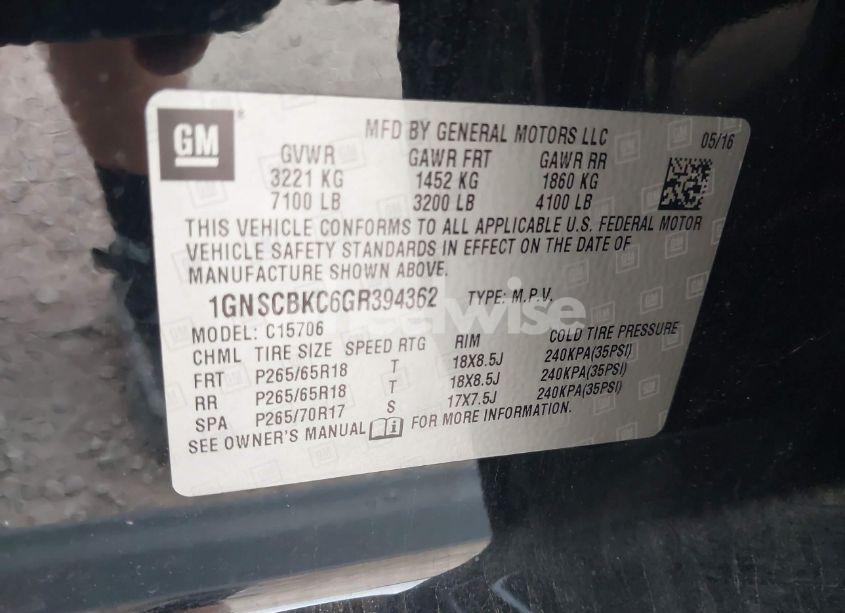 GM
MFD BY GENERAL MOTORS LLC 05/16
GVWR GAWR FRT GAWR RR
3221 KG 1452 KG 1860 KG
7100 LB 3200 LB 4100 LB
THIS VEHICLE CONFORMS TO ALL APPLICABLE U.S. FEDERAL MOTOR
VEHICLE SAFETY STANDARDS IN EFFECT ON THE DATE OF
MANUFACTURE SHOWN ABOVE.
1GNSCBKC6GR394362 TYPE: M.P.V.
MODEL: C15706
CHML TIRE SIZE SPEED RTG RIM COLD TIRE PRESSURE
FRT P265/65R18 T 18X8.5J 240KPA(35PSI)
RR P265/65R18 T 18X8.5J 240KPA(35PSI)
SPA P265/70R17 S 17X7.5J 240KPA(35PSI)
SEE OWNER'S MANUAL FOR MORE INFORMATION.